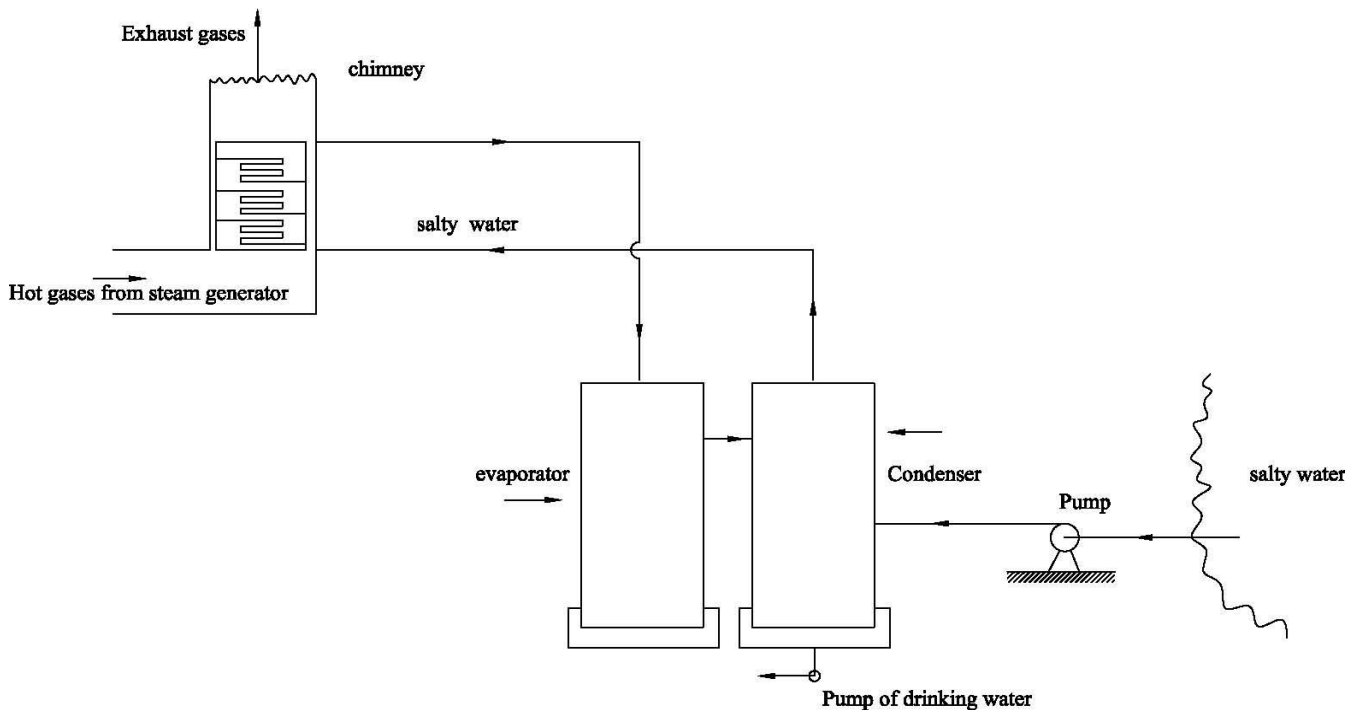 Exhaust gases
chimney
salty water
Hot gases from steam generator
evaporator
Condenser
salty water
Pump
Pump of drinking water